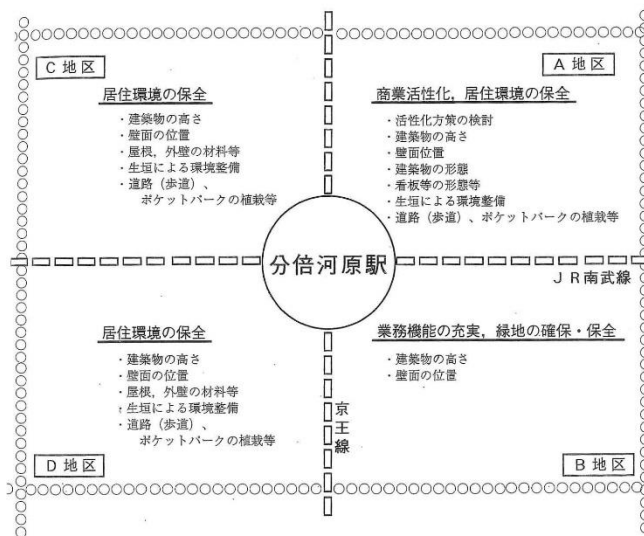 C 地区
居住環境の保全
・建築物の高さ
・壁面の位置
・屋根，外壁の材料等
・生垣による環境整備
・道路（歩道）、
ポケットパークの植栽等
A 地区
商業活性化，居住環境の保全
・活性化方策の検討
・建築物の高さ
・壁面位置
・建築物の形態
・看板等の形態等
・生垣による環境整備
・道路（歩道）、ポケットパークの植栽等
分倍河原駅
ＪＲ南武線
居住環境の保全
・建築物の高さ
・壁面の位置
・屋根，外壁の材料等
・生垣による環境整備
・道路（歩道）、
ポケットパークの植栽等
D 地区
京王線
業務機能の充実，緑地の確保・保全
・建築物の高さ
・壁面の位置
B 地区